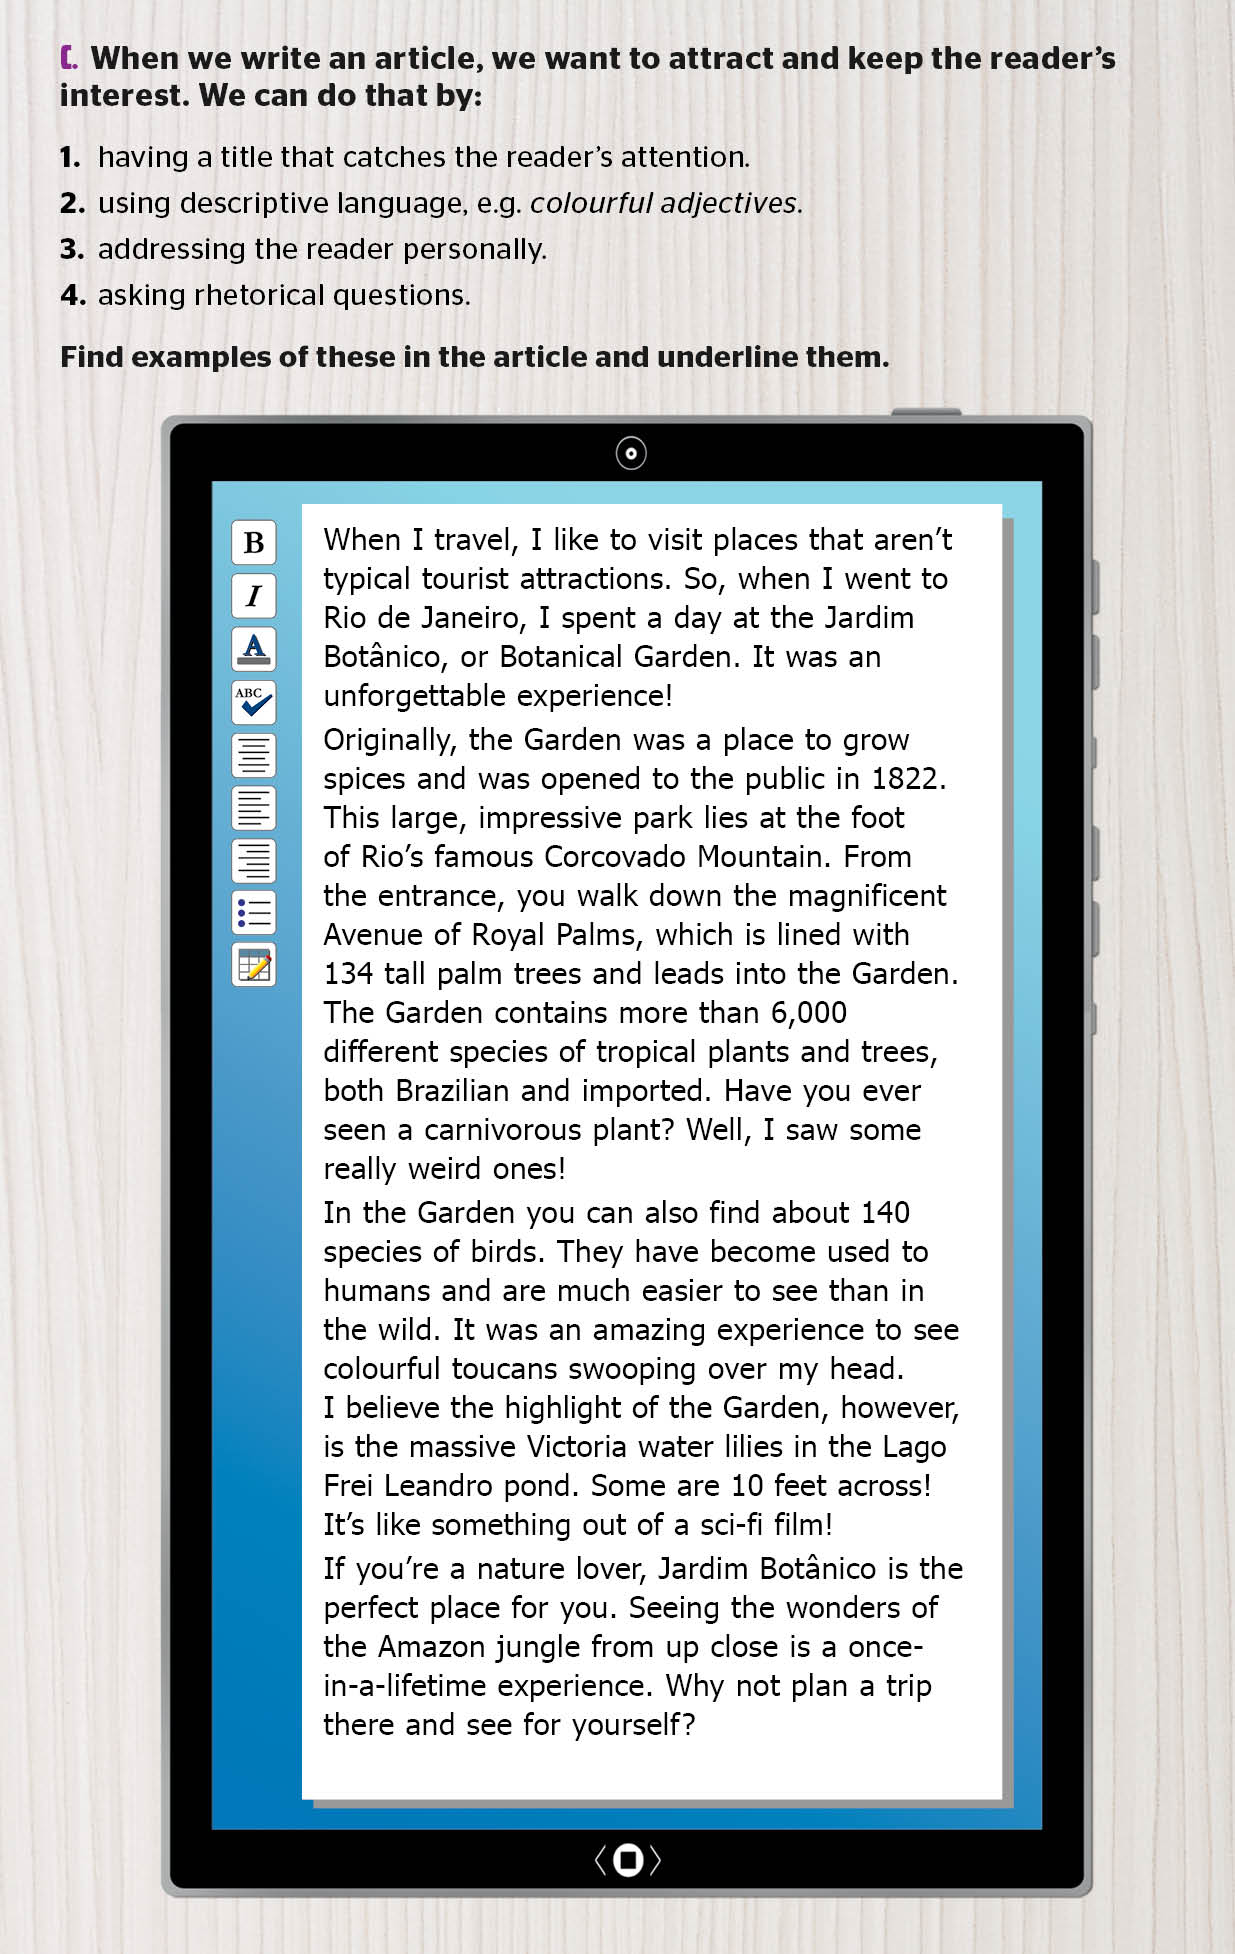 C. When we write an article, we want to attract and keep the reader's
interest. We can do that by:
1. having a title that catches the reader's attention.
2. using descriptive language, e.g. colourful adjectives.
3. addressing the reader personally.
4. asking rhetorical questions.
Find examples of these in the article and underline them.
B
I
A
ABC
When I travel, I like to visit places that aren't
typical tourist attractions. So, when I went to
Rio de Janeiro, I spent a day at the Jardim
Botânico, or Botanical Garden. It was an
unforgettable experience!
Originally, the Garden was a place to grow
spices and was opened to the public in 1822.
This large, impressive park lies at the foot
of Rio's famous Corcovado Mountain. From
the entrance, you walk down the magnificent
Avenue of Royal Palms, which is lined with
134 tall palm trees and leads into the Garden.
The Garden contains more than 6,000
different species of tropical plants and trees,
both Brazilian and imported. Have you ever
seen a carnivorous plant? Well, I saw some
really weird ones!
In the Garden you can also find about 140
species of birds. They have become used to
humans and are much easier to see than in
the wild. It was an amazing experience to see
colourful toucans swooping over my head.
I believe the highlight of the Garden, however,
is the massive Victoria water lilies in the Lago
Frei Leandro pond. Some are 10 feet across!
It's like something out of a sci-fi film!
If you're a nature lover, Jardim Botânico is the
perfect place for you. Seeing the wonders of
the Amazon jungle from up close is a once-
in-a-lifetime experience. Why not plan a trip
there and see for yourself?